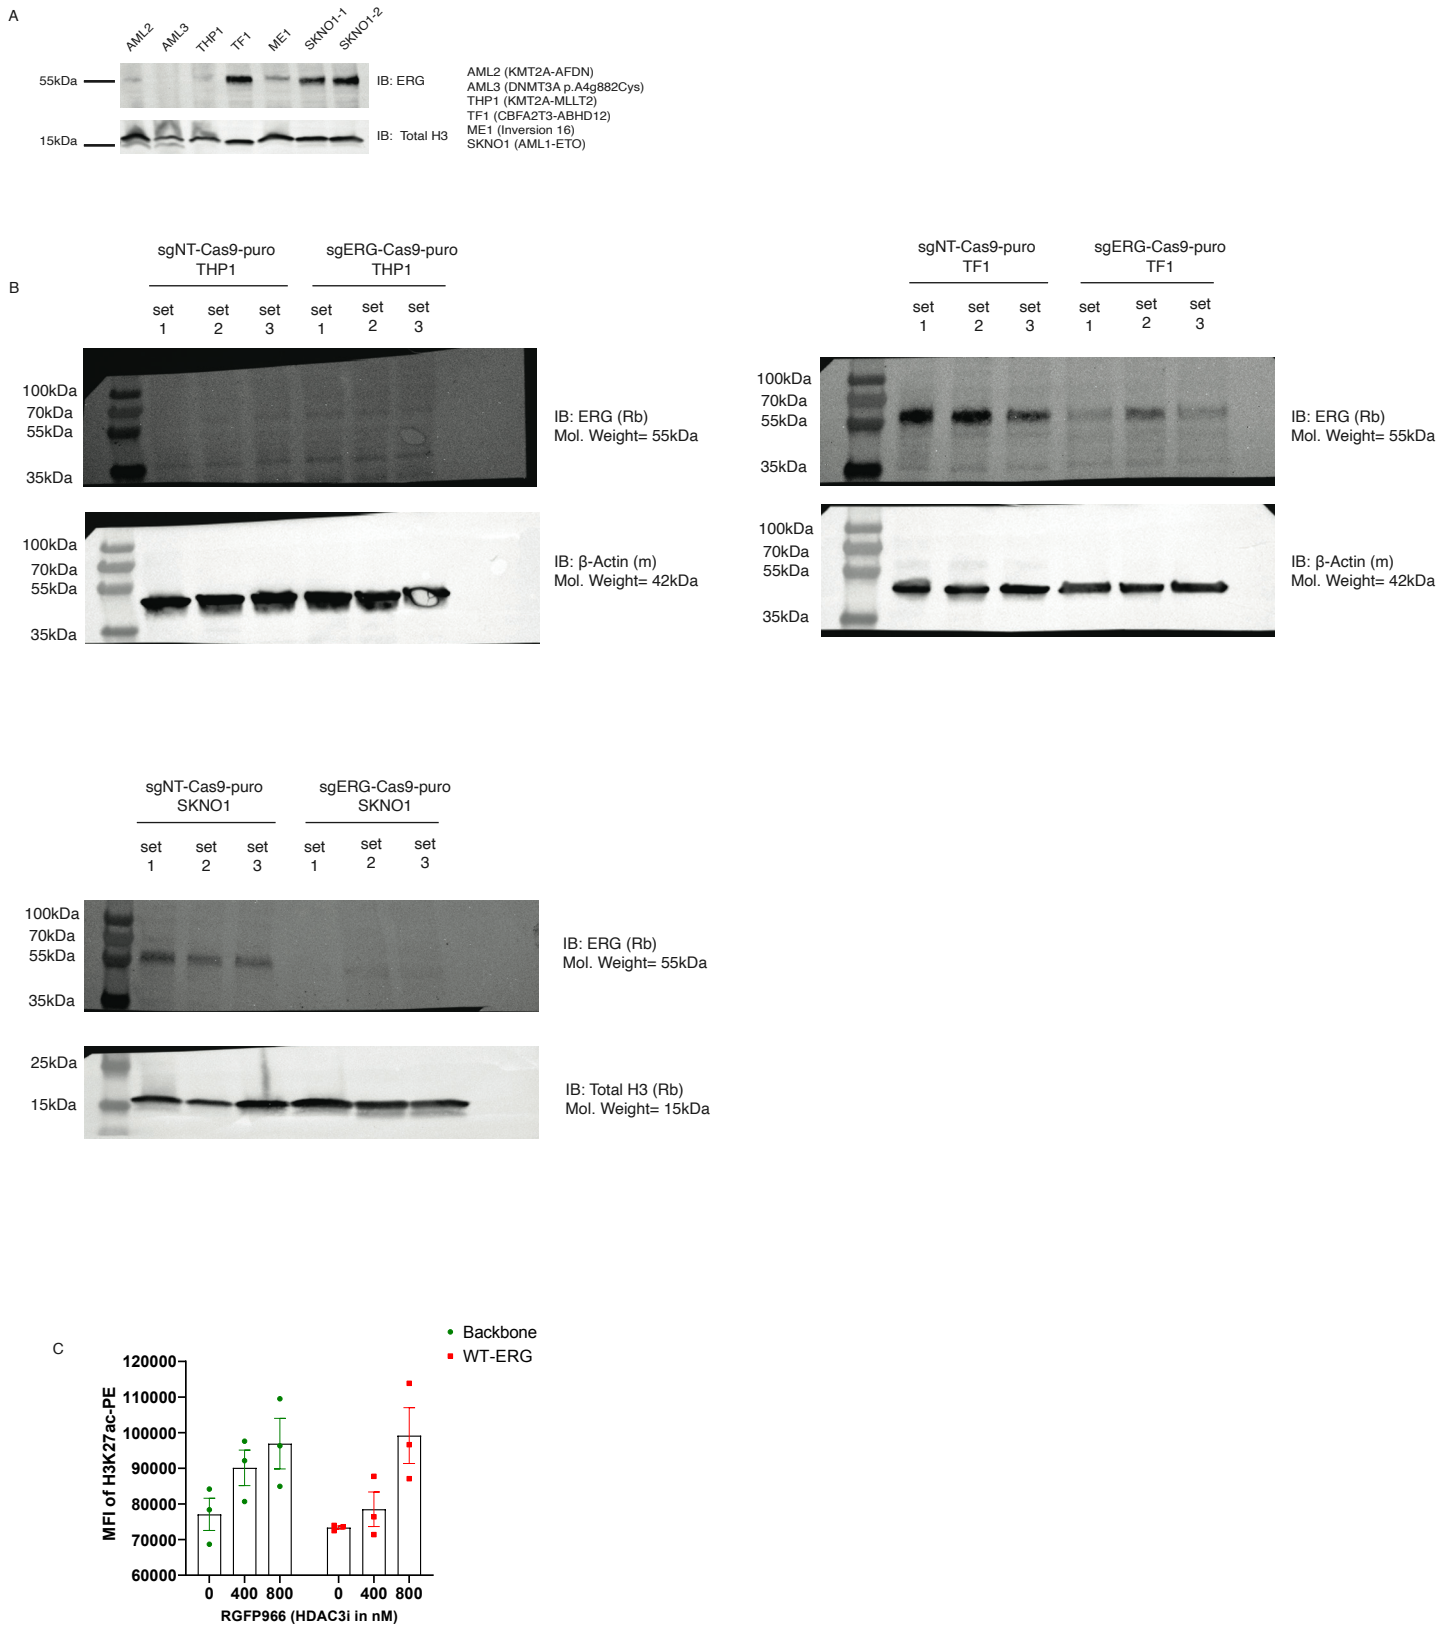 A
AML2 AML3 THP1 TF1 ME1 SKNO1-1 SKNO1-2
55kDa
IB: ERG
15kDa
IB: Total H3
AML2 (KMT2A-AFDN)
AML3 (DNMT3A p.A4g882Cys)
THP1 (KMT2A-MLLT2)
TF1 (CBFA2T3-ABHD12)
ME1 (Inversion 16)
SKNO1 (AML1-ETO)
B
sgNT-Cas9-puro sgERG-Cas9-puro
THP1 THP1
set set set set set set
1 2 3 1 2 3
100kDa
70kDa
55kDa
35kDa
IB: ERG (Rb)
Mol. Weight= 55kDa
100kDa
70kDa
55kDa
35kDa
IB: β-Actin (m)
Mol. Weight= 42kDa
sgNT-Cas9-puro sgERG-Cas9-puro
TF1 TF1
set set set set set set
1 2 3 1 2 3
100kDa
70kDa
55kDa
35kDa
IB: ERG (Rb)
Mol. Weight= 55kDa
100kDa
70kDa
55kDa
35kDa
IB: β-Actin (m)
Mol. Weight= 42kDa
sgNT-Cas9-puro sgERG-Cas9-puro
SKNO1 SKNO1
set set set set set set
1 2 3 1 2 3
100kDa
70kDa
55kDa
35kDa
IB: ERG (Rb)
Mol. Weight= 55kDa
25kDa
15kDa
IB: Total H3 (Rb)
Mol. Weight= 15kDa
C
Backbone
WT-ERG
MFI of H3K27ac-PE
120000
110000
100000
90000
80000
70000
60000
0 400 800 0 400 800
RGFP966 (HDAC3i in nM)